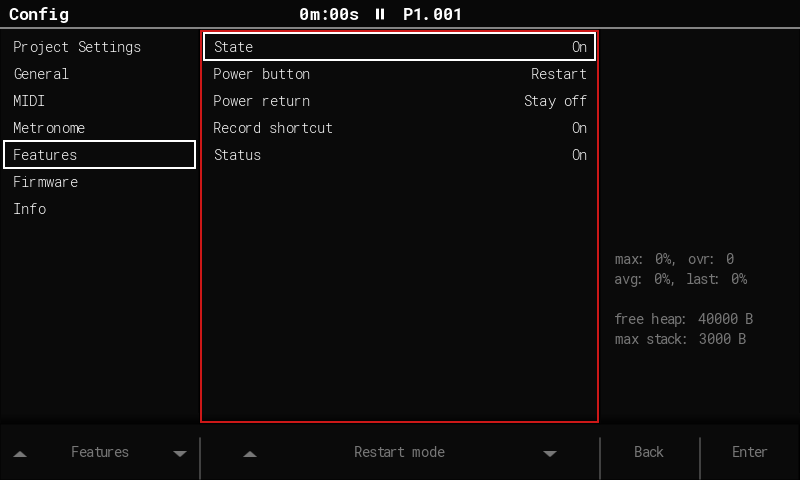 Config 0m:00s P1.001
Project Settings
General
MIDI
Metronome
Features
Firmware
Info
State On
Power button Restart
Power return Stay off
Record shortcut On
Status On
max: 0%, ovr: 0
avg: 0%, last: 0%
free heap: 40000 B
max stack: 3000 B
Features Restart mode Back Enter